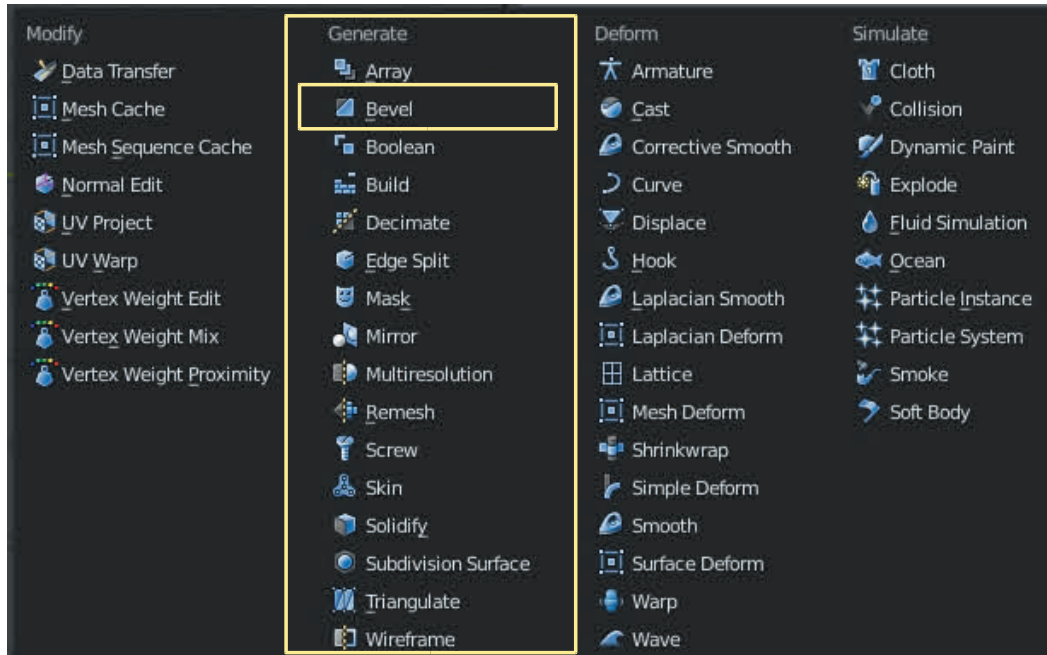 Modify
Data Transfer
Mesh Cache
Mesh Sequence Cache
Normal Edit
UV Project
UV Warp
Vertex Weight Edit
Vertex Weight Mix
Vertex Weight Proximity
Generate
Array
Bevel
Boolean
Build
Decimate
Edge Split
Mask
Mirror
Multiresolution
Remesh
Screw
Skin
Solidify
Subdivision Surface
Triangulate
Wireframe
Deform
Armature
Cast
Corrective Smooth
Curve
Displace
Hook
Laplacian Smooth
Laplacian Deform
Lattice
Mesh Deform
Shrinkwrap
Simple Deform
Smooth
Surface Deform
Warp
Wave
Simulate
Cloth
Collision
Dynamic Paint
Explode
Fluid Simulation
Ocean
Particle Instance
Particle System
Smoke
Soft Body